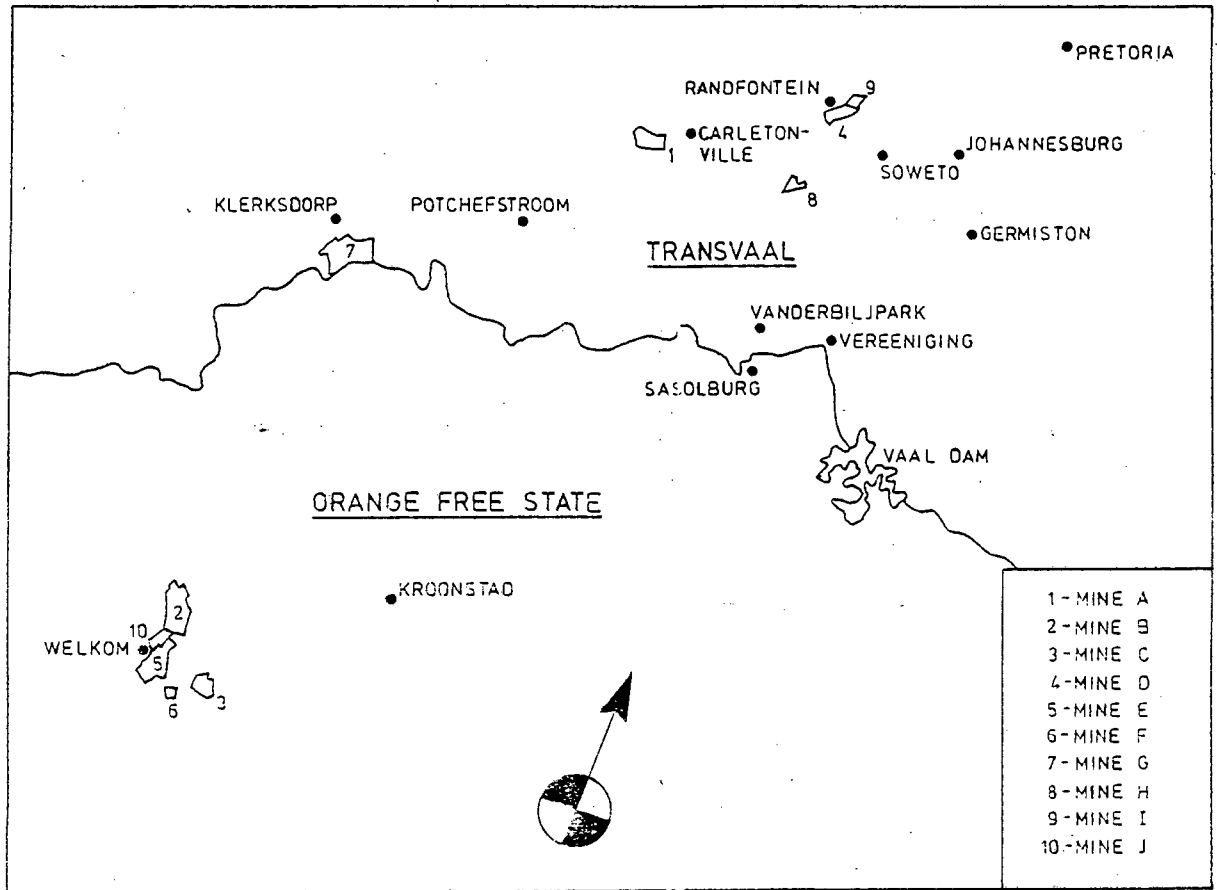 PRETORIA
RANDFONTEIN
9
4
CARLETON-
VILLE
1
JOHANNESBURG
SOWETO
8
KLERKSDORP
POTCHEFSTROOM
7
GERMISTON
TRANSVAAL
VANDERBILJPARK
VEREENIGING
SASOLBURG
VAAL DAM
ORANGE FREE STATE
KROONSTAD
2
10
WELKOM
5
6
3
1-MINE A
2-MINE B
3-MINE C
4-MINE D
5-MINE E
6-MINE F
7-MINE G
8-MINE H
9-MINE I
10-MINE J